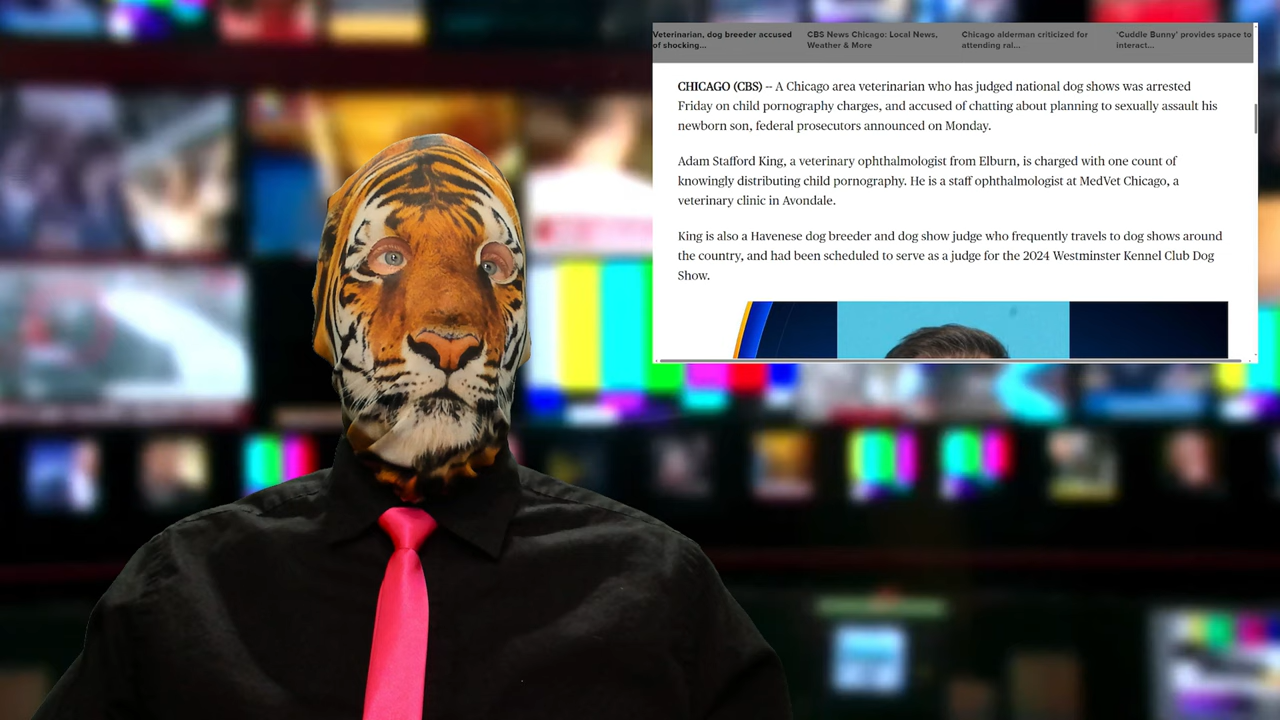 Veterinarian, dog breeder accused
of shocking...
CBS News Chicago: Local News,
Weather & More
Chicago alderman criticized for
attending ral...
'Cuddle Bunny' provides space to
interact...
CHICAGO (CBS) -- A Chicago area veterinarian who has judged national dog shows was arrested
Friday on child pornography charges, and accused of chatting about planning to sexually assault his
newborn son, federal prosecutors announced on Monday.
Adam Stafford King, a veterinary ophthalmologist from Elburn, is charged with one count of
knowingly distributing child pornography. He is a staff ophthalmologist at MedVet Chicago, a
veterinary clinic in Avondale.
King is also a Havenese dog breeder and dog show judge who frequently travels to dog shows around
the country, and had been scheduled to serve as a judge for the 2024 Westminster Kennel Club Dog
Show.